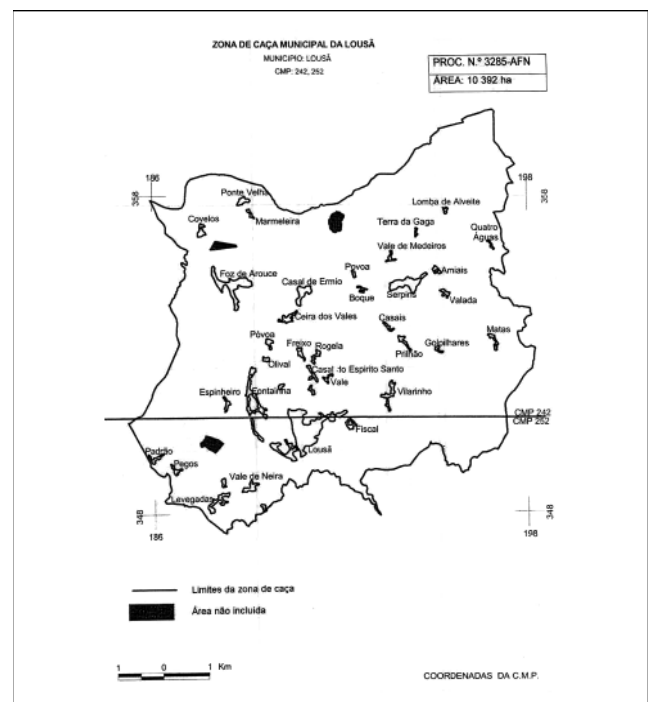 ZONA DE CAÇA MUNICIPAL DA LOUSÃ
MUNICIPIO: LOUSÃ
CMP: 242, 252
PROC. N.º 3285-AFN
ÁREA: 10 392 ha
186
358
198
358
Ponte Velha
Marmeleira
Covelos
Lomba de Alveite
Terra da Gaga
Quatro
Águas
Vale de Medeiros
Foz de Arouce
Casal de Ermio
Povoa
Boque
Serpins
Amiais
Valada
Ceira dos Vales
Casais
Póvoa
Freixo
Rogela
Prilhão
Golpilhares
Matas
Olival
Casal do Espirito Santo
Vale
Espinheiro
Fontainha
Vilarinho
CMP 242
CMP 252
Fiscal
Lousã
Padrão
Pegos
Vale de Neira
Levegadas
348
186
348
198
Limites da zona de caça
Área não incluida
1 0 1 Km
COORDENADAS DA C.M.P.